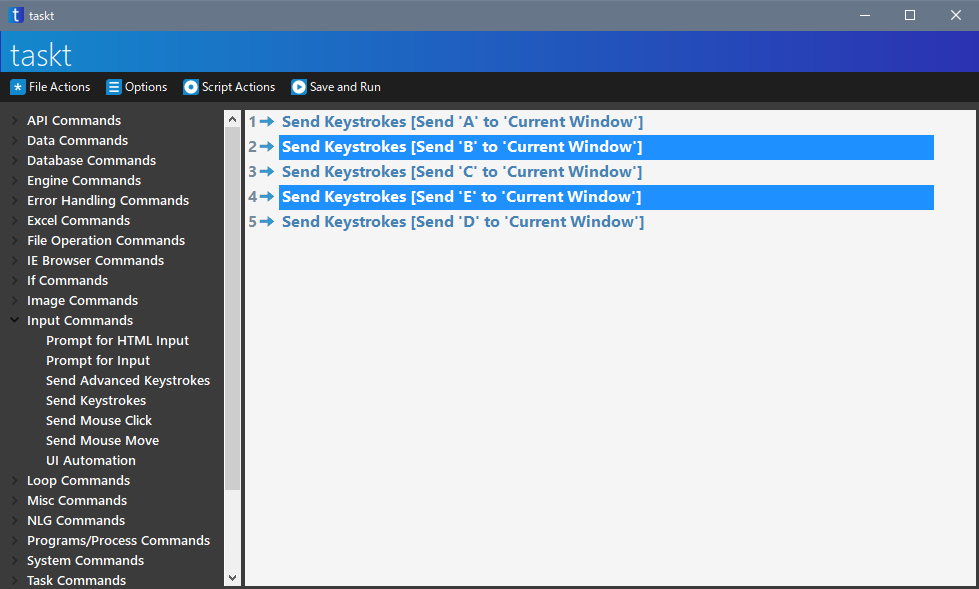 taskt
taskt
File Actions Options Script Actions Save and Run
API Commands
Data Commands
Database Commands
Engine Commands
Error Handling Commands
Excel Commands
File Operation Commands
IE Browser Commands
If Commands
Image Commands
Input Commands
Prompt for HTML Input
Prompt for Input
Send Advanced Keystrokes
Send Keystrokes
Send Mouse Click
Send Mouse Move
UI Automation
Loop Commands
Misc Commands
NLG Commands
Programs/Process Commands
System Commands
Task Commands
1 Send Keystrokes [Send 'A' to 'Current Window']
2 Send Keystrokes [Send 'B' to 'Current Window']
3 Send Keystrokes [Send 'C' to 'Current Window']
4 Send Keystrokes [Send 'E' to 'Current Window']
5 Send Keystrokes [Send 'D' to 'Current Window']